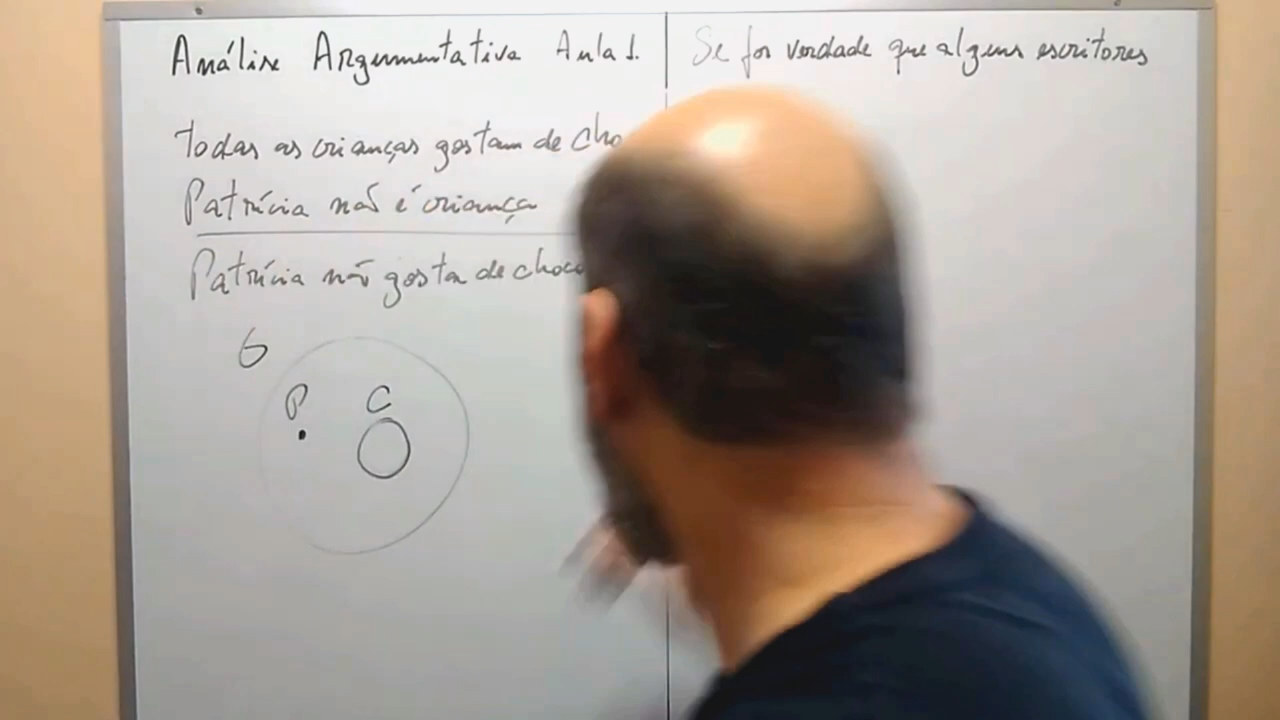 Análise Argumentativa Aula 1.
todas as crianças gostam de cho
Patrícia não é criança
Patrícia não gosta de choco
G
P C
Se for verdade que alguns escritores